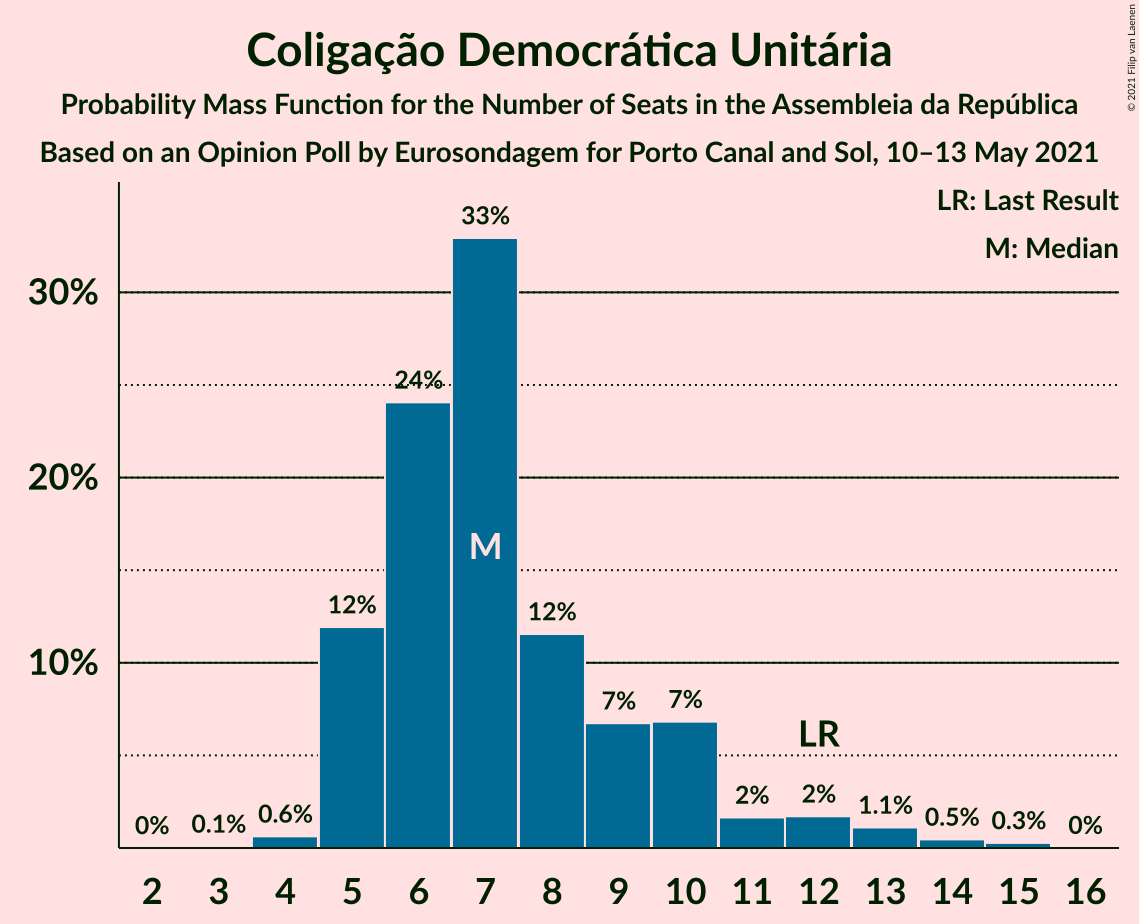 Coligação Democrática Unitária
Probability Mass Function for the Number of Seats in the Assembleia da República
Based on an Opinion Poll by Eurosondagem for Porto Canal and Sol, 10–13 May 2021
© 2021 Filip van Laenen
LR: Last Result
M: Median
33%
30%
24%
20%
M
12%
12%
10%
7%
7%
LR
2%
2%
1.1%
0.6%
0.5%
0.3%
0.1%
0%
0%
2 3 4 5 6 7 8 9 10 11 12 13 14 15 16